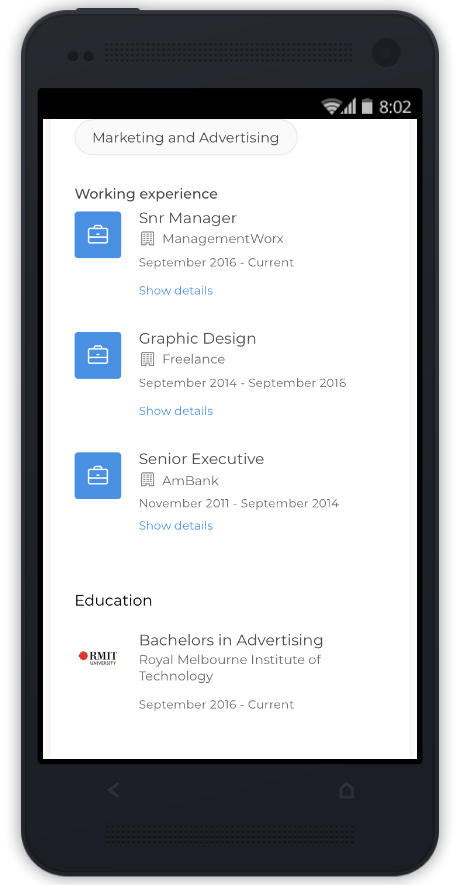 8:02
Marketing and Advertising
Working experience
Snr Manager
ManagementWorx
September 2016 - Current
Show details
Graphic Design
Freelance
September 2014 - September 2016
Show details
Senior Executive
AmBank
November 2011 - September 2014
Show details
Education
Bachelors in Advertising
RMIT
UNIVERSITY
Royal Melbourne Institute of
Technology
September 2016 - Current